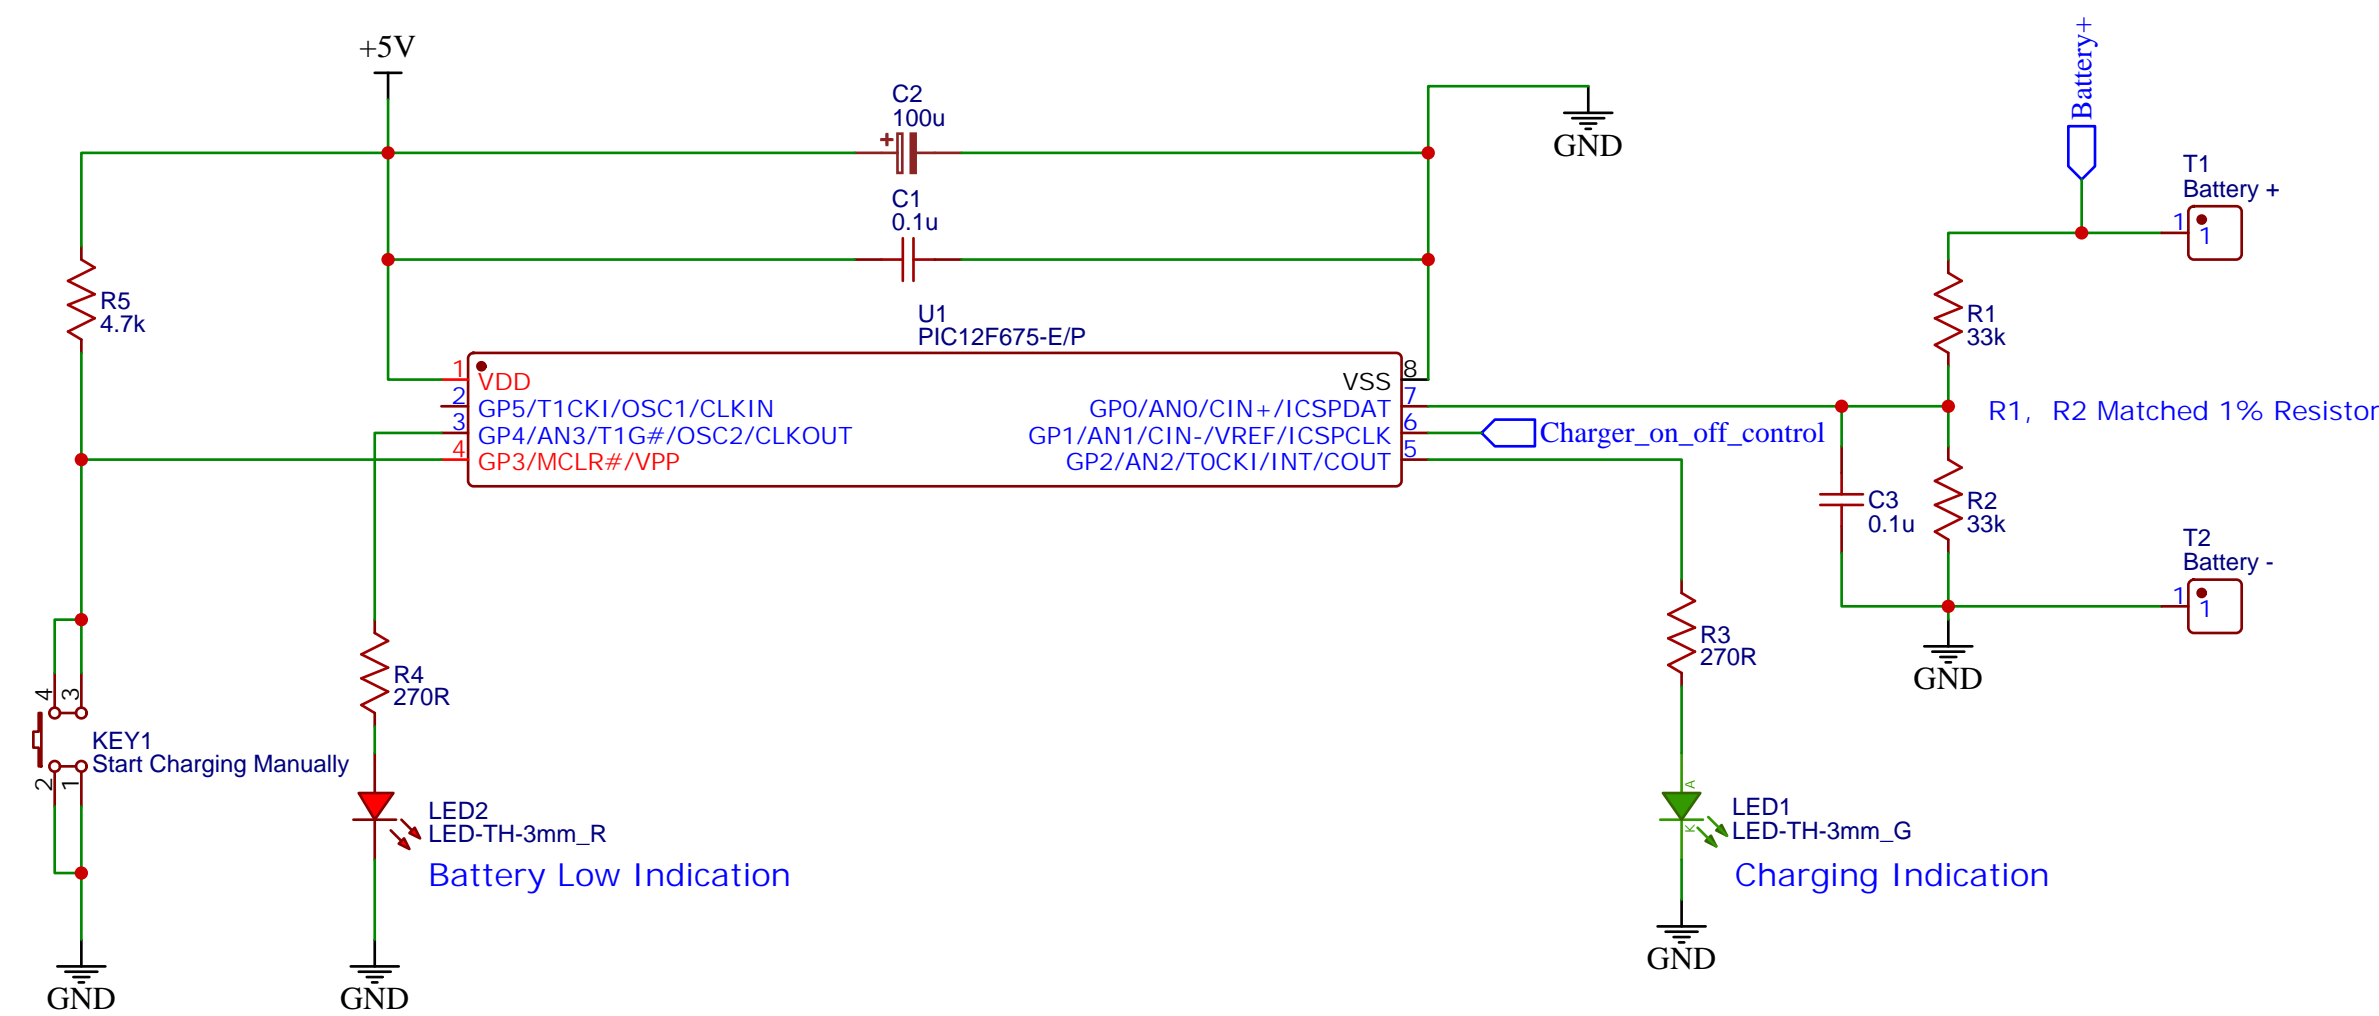 +5V
C2
100u
+
GND
Battery+
T1
Battery +
1
1
C1
0.1u
R5
4.7k
U1
PIC12F675-E/P
R1
33k
1
VDD
VSS
8
2
GP5/T1CKI/OSC1/CLKIN
GP0/AN0/CIN+/ICSPDAT
7
R1, R2 Matched 1% Resistor
3
GP4/AN3/T1G#/OSC2/CLKOUT
GP1/AN1/CIN-/VREF/ICSPCLK
6
Charger_on_off_control
4
GP3/MCLR#/VPP
GP2/AN2/T0CKI/INT/COUT
5
C3
0.1u
R2
33k
T2
Battery -
1
1
R3
270R
GND
R4
270R
4
3
KEY1
Start Charging Manually
2
1
LED2
LED-TH-3mm_R
Battery Low Indication
A
K
LED1
LED-TH-3mm_G
Charging Indication
GND
GND
GND